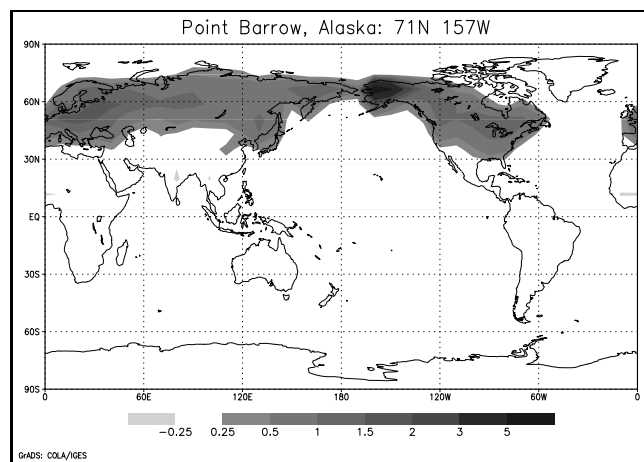 Point Barrow, Alaska: 71N 157W
90N
60N
30N
EQ
30S
60S
90S
0 60E 120E 180 120W 60W 0
-0.25 0.25 0.5 1 1.5 2 3 5
GrADS: COLA/IGES